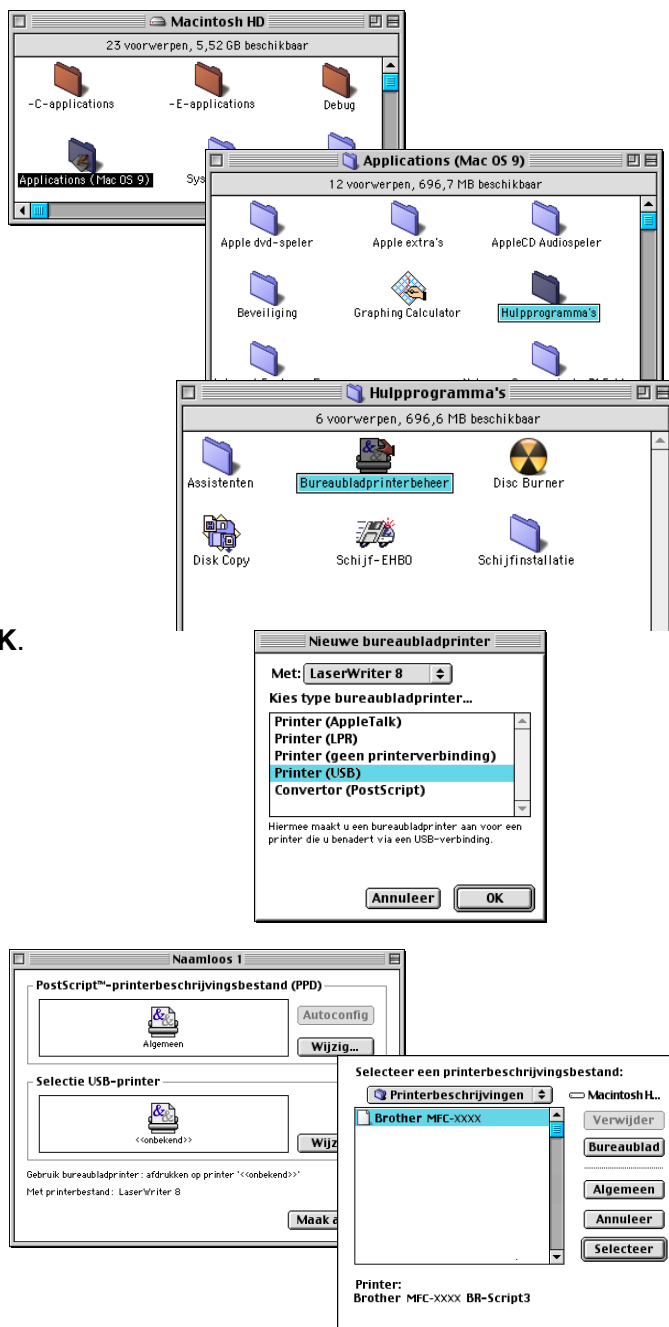 Macintosh HD
23 voorwerpen, 5,52 GB beschikbaar
-C-applications
-E-applications
Debug
Applications (Mac OS 9)
Applications (Mac OS 9)
12 voorwerpen, 696,7 MB beschikbaar
Apple dvd-speler
Apple extra's
AppleCD Audiospeler
Beveiliging
Graphing Calculator
Hulpprogramma's
Hulpprogramma's
6 voorwerpen, 696,6 MB beschikbaar
Assistenten
Bureaubladprinterbeheer
Disc Burner
Disk Copy
Schijf-EHBO
Schijfinstallatie
K.
Nieuwe bureaubladprinter
Met: LaserWriter 8
Kies type bureaubladprinter...
Printer (AppleTalk)
Printer (LPR)
Printer (geen printerverbinding)
Printer (USB)
Convertor (PostScript)
Hiermee maakt u een bureaubladprinter aan voor een
printer die u benadert via een USB-verbinding.
Annuleer
OK
Naamloos 1
PostScript™-printerbeschrijvingsbestand (PPD)
Algemeen
Autoconfig
Wijzig...
Selectie USB-printer
<<onbekend>>
Wijz
Gebruik bureaubladprinter: afdrukken op printer '<<onbekend>>'
Met printerbestand: LaserWriter 8
Maak a
Selecteer een printerbeschrijvingsbestand:
Printerbeschrijvingen
Macintosh H...
Brother MFC-XXXX
Verwijder
Bureaublad
Algemeen
Annuleer
Selecteer
Printer:
Brother MFC-XXXX BR-Script3